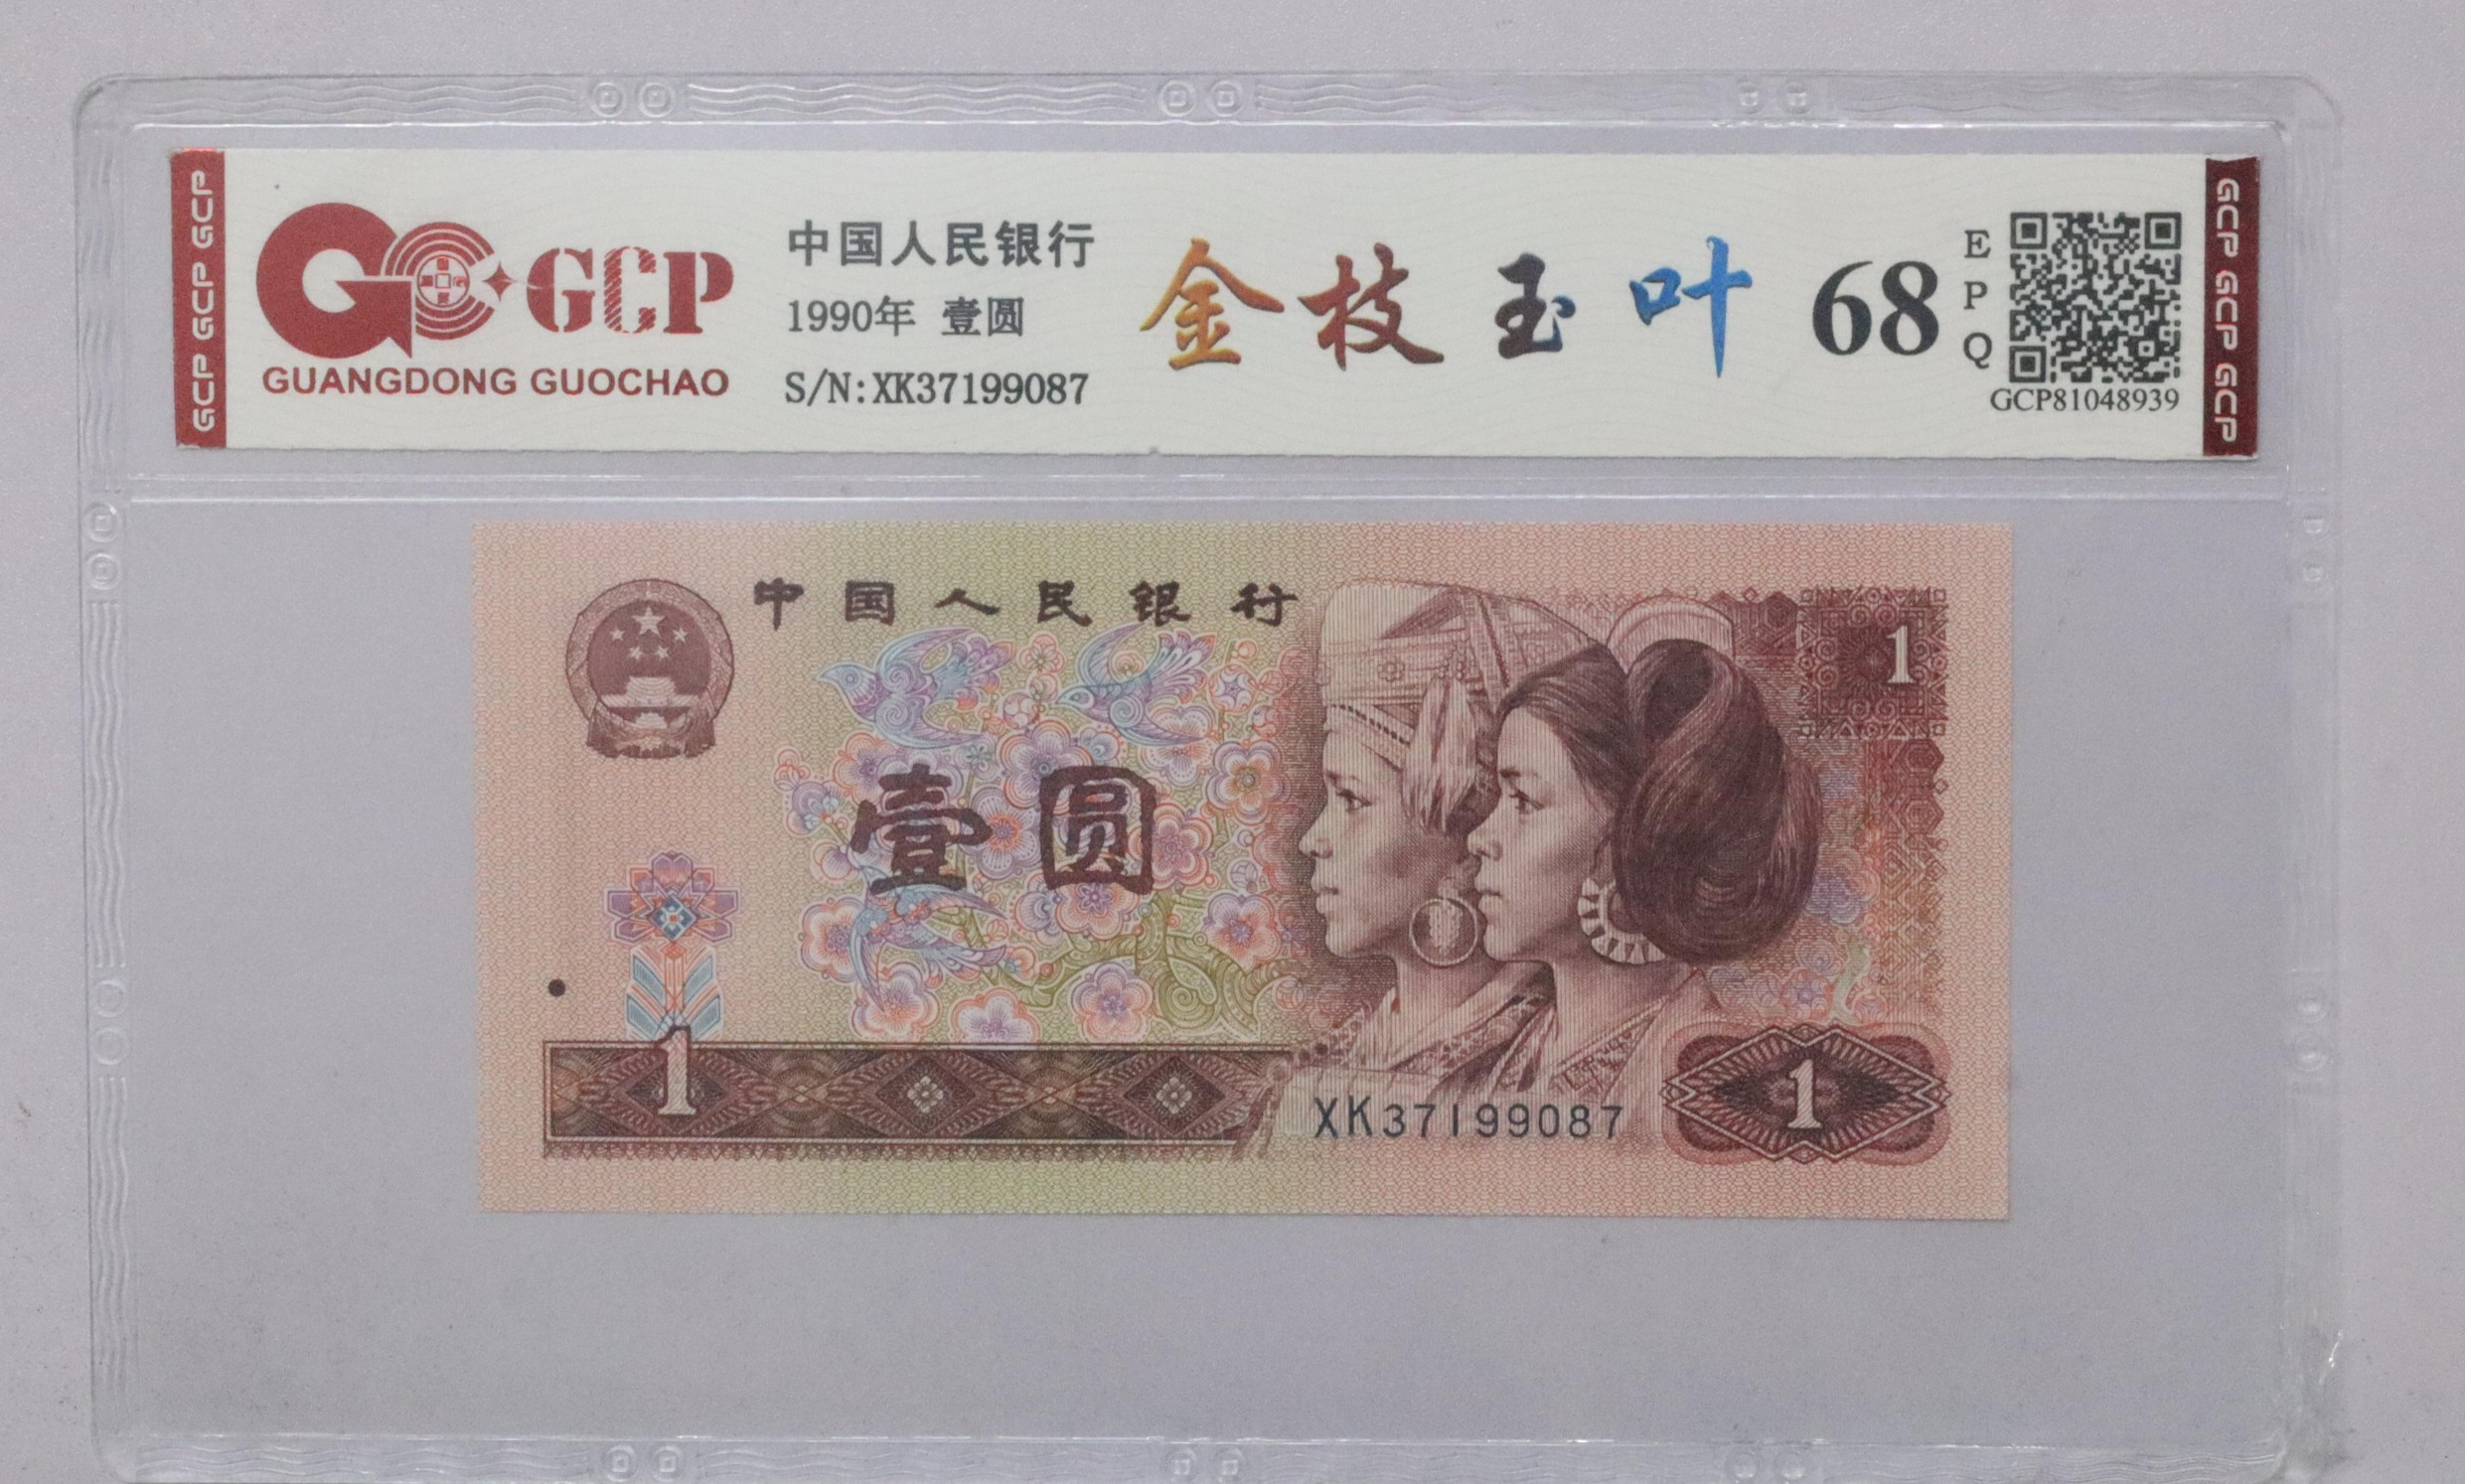 GCP GCP GCP
GCP
GUANGDONG GUOCHAO
中国人民银行
1990年 壹圆
S/N:XK37199087
金枝玉叶
68
EPQ
GCP81048939
GCP GCP GCP
中国人民银行
1
壹圆
1
XK37199087
1